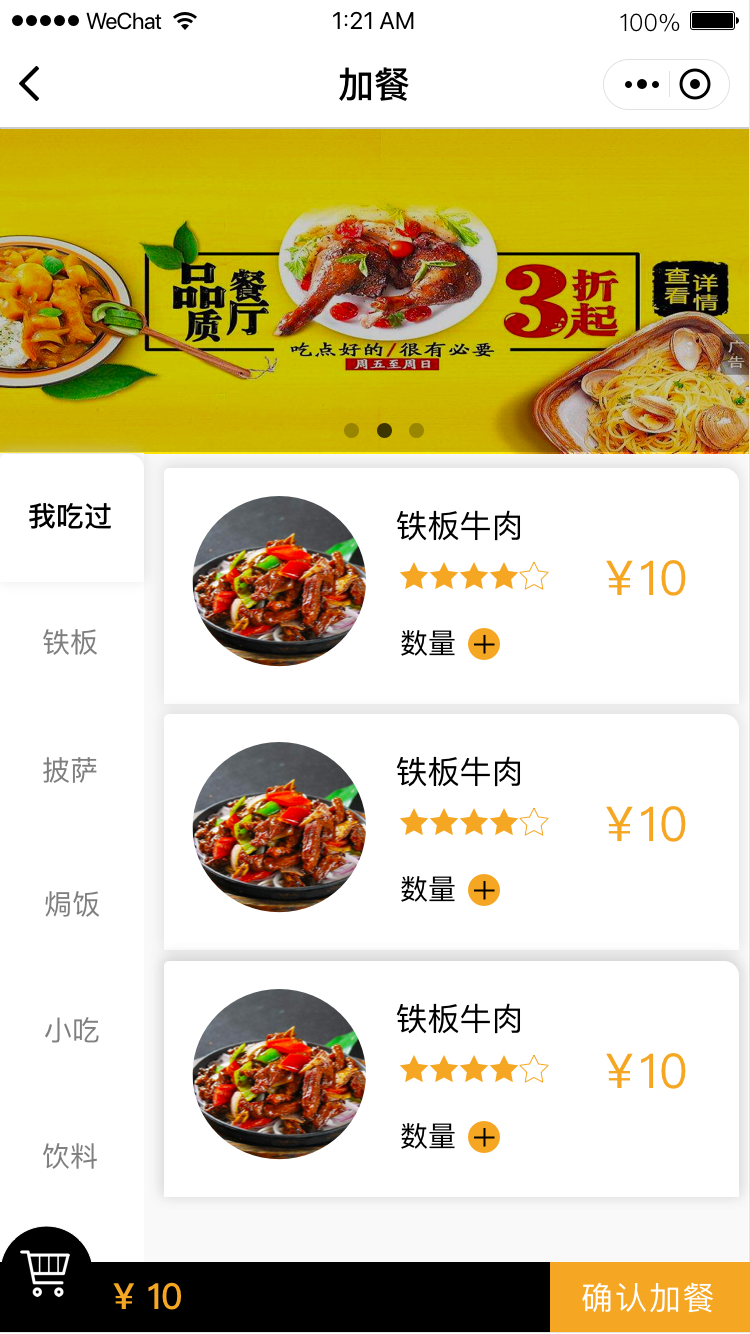 WeChat 1:21 AM 100%
加餐
品品质餐厅
3折起
查看详情
吃点好的/很有必要
周五至周日
广告
我吃过
铁板
披萨
焗饭
小吃
饮料
铁板牛肉
¥10
数量
铁板牛肉
¥10
数量
铁板牛肉
¥10
数量
¥ 10
确认加餐